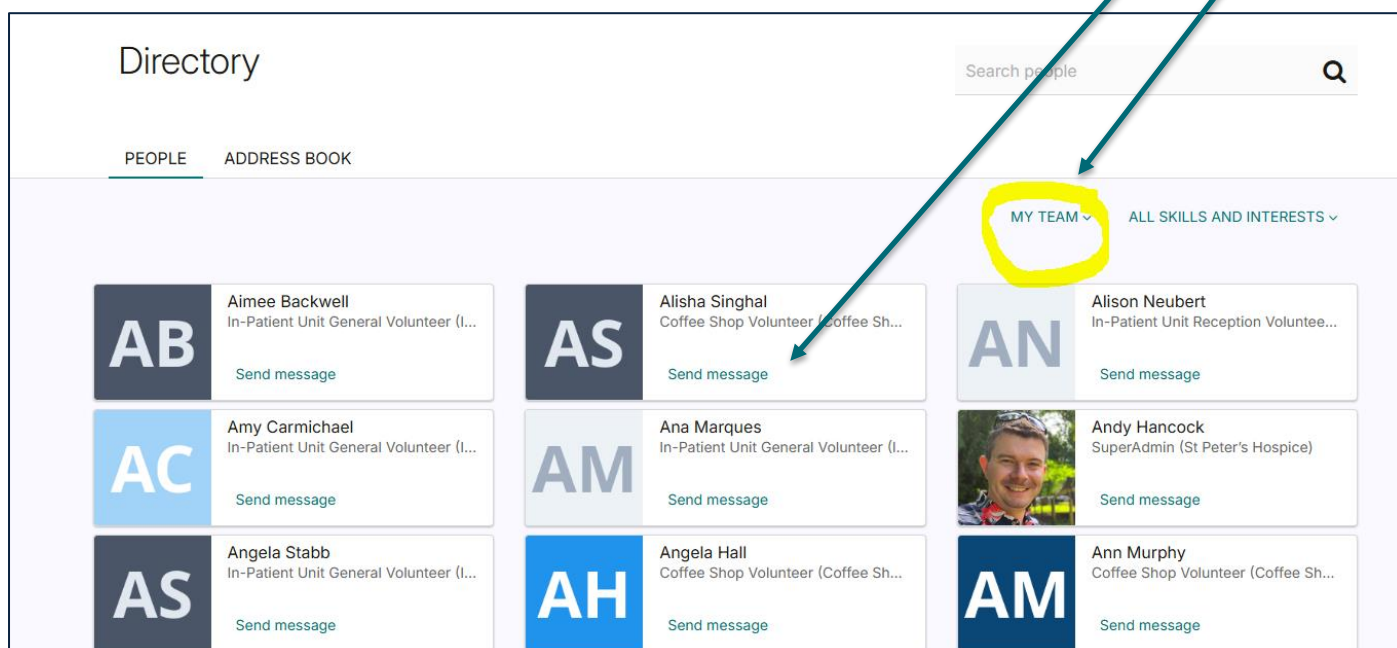 Directory
Search people
PEOPLE ADDRESS BOOK
MY TEAM ALL SKILLS AND INTERESTS
AB
Aimee Backwell
In-Patient Unit General Volunteer (I...
Send message
AS
Alisha Singhal
Coffee Shop Volunteer (Coffee Sh...
Send message
AN
Alison Neubert
In-Patient Unit Reception Voluntee...
Send message
AC
Amy Carmichael
In-Patient Unit General Volunteer (I...
Send message
AM
Ana Marques
In-Patient Unit General Volunteer (I...
Send message
Andy Hancock
SuperAdmin (St Peter's Hospice)
Send message
AS
Angela Stabb
In-Patient Unit General Volunteer (I...
Send message
AH
Angela Hall
Coffee Shop Volunteer (Coffee Sh...
Send message
AM
Ann Murphy
Coffee Shop Volunteer (Coffee Sh...
Send message